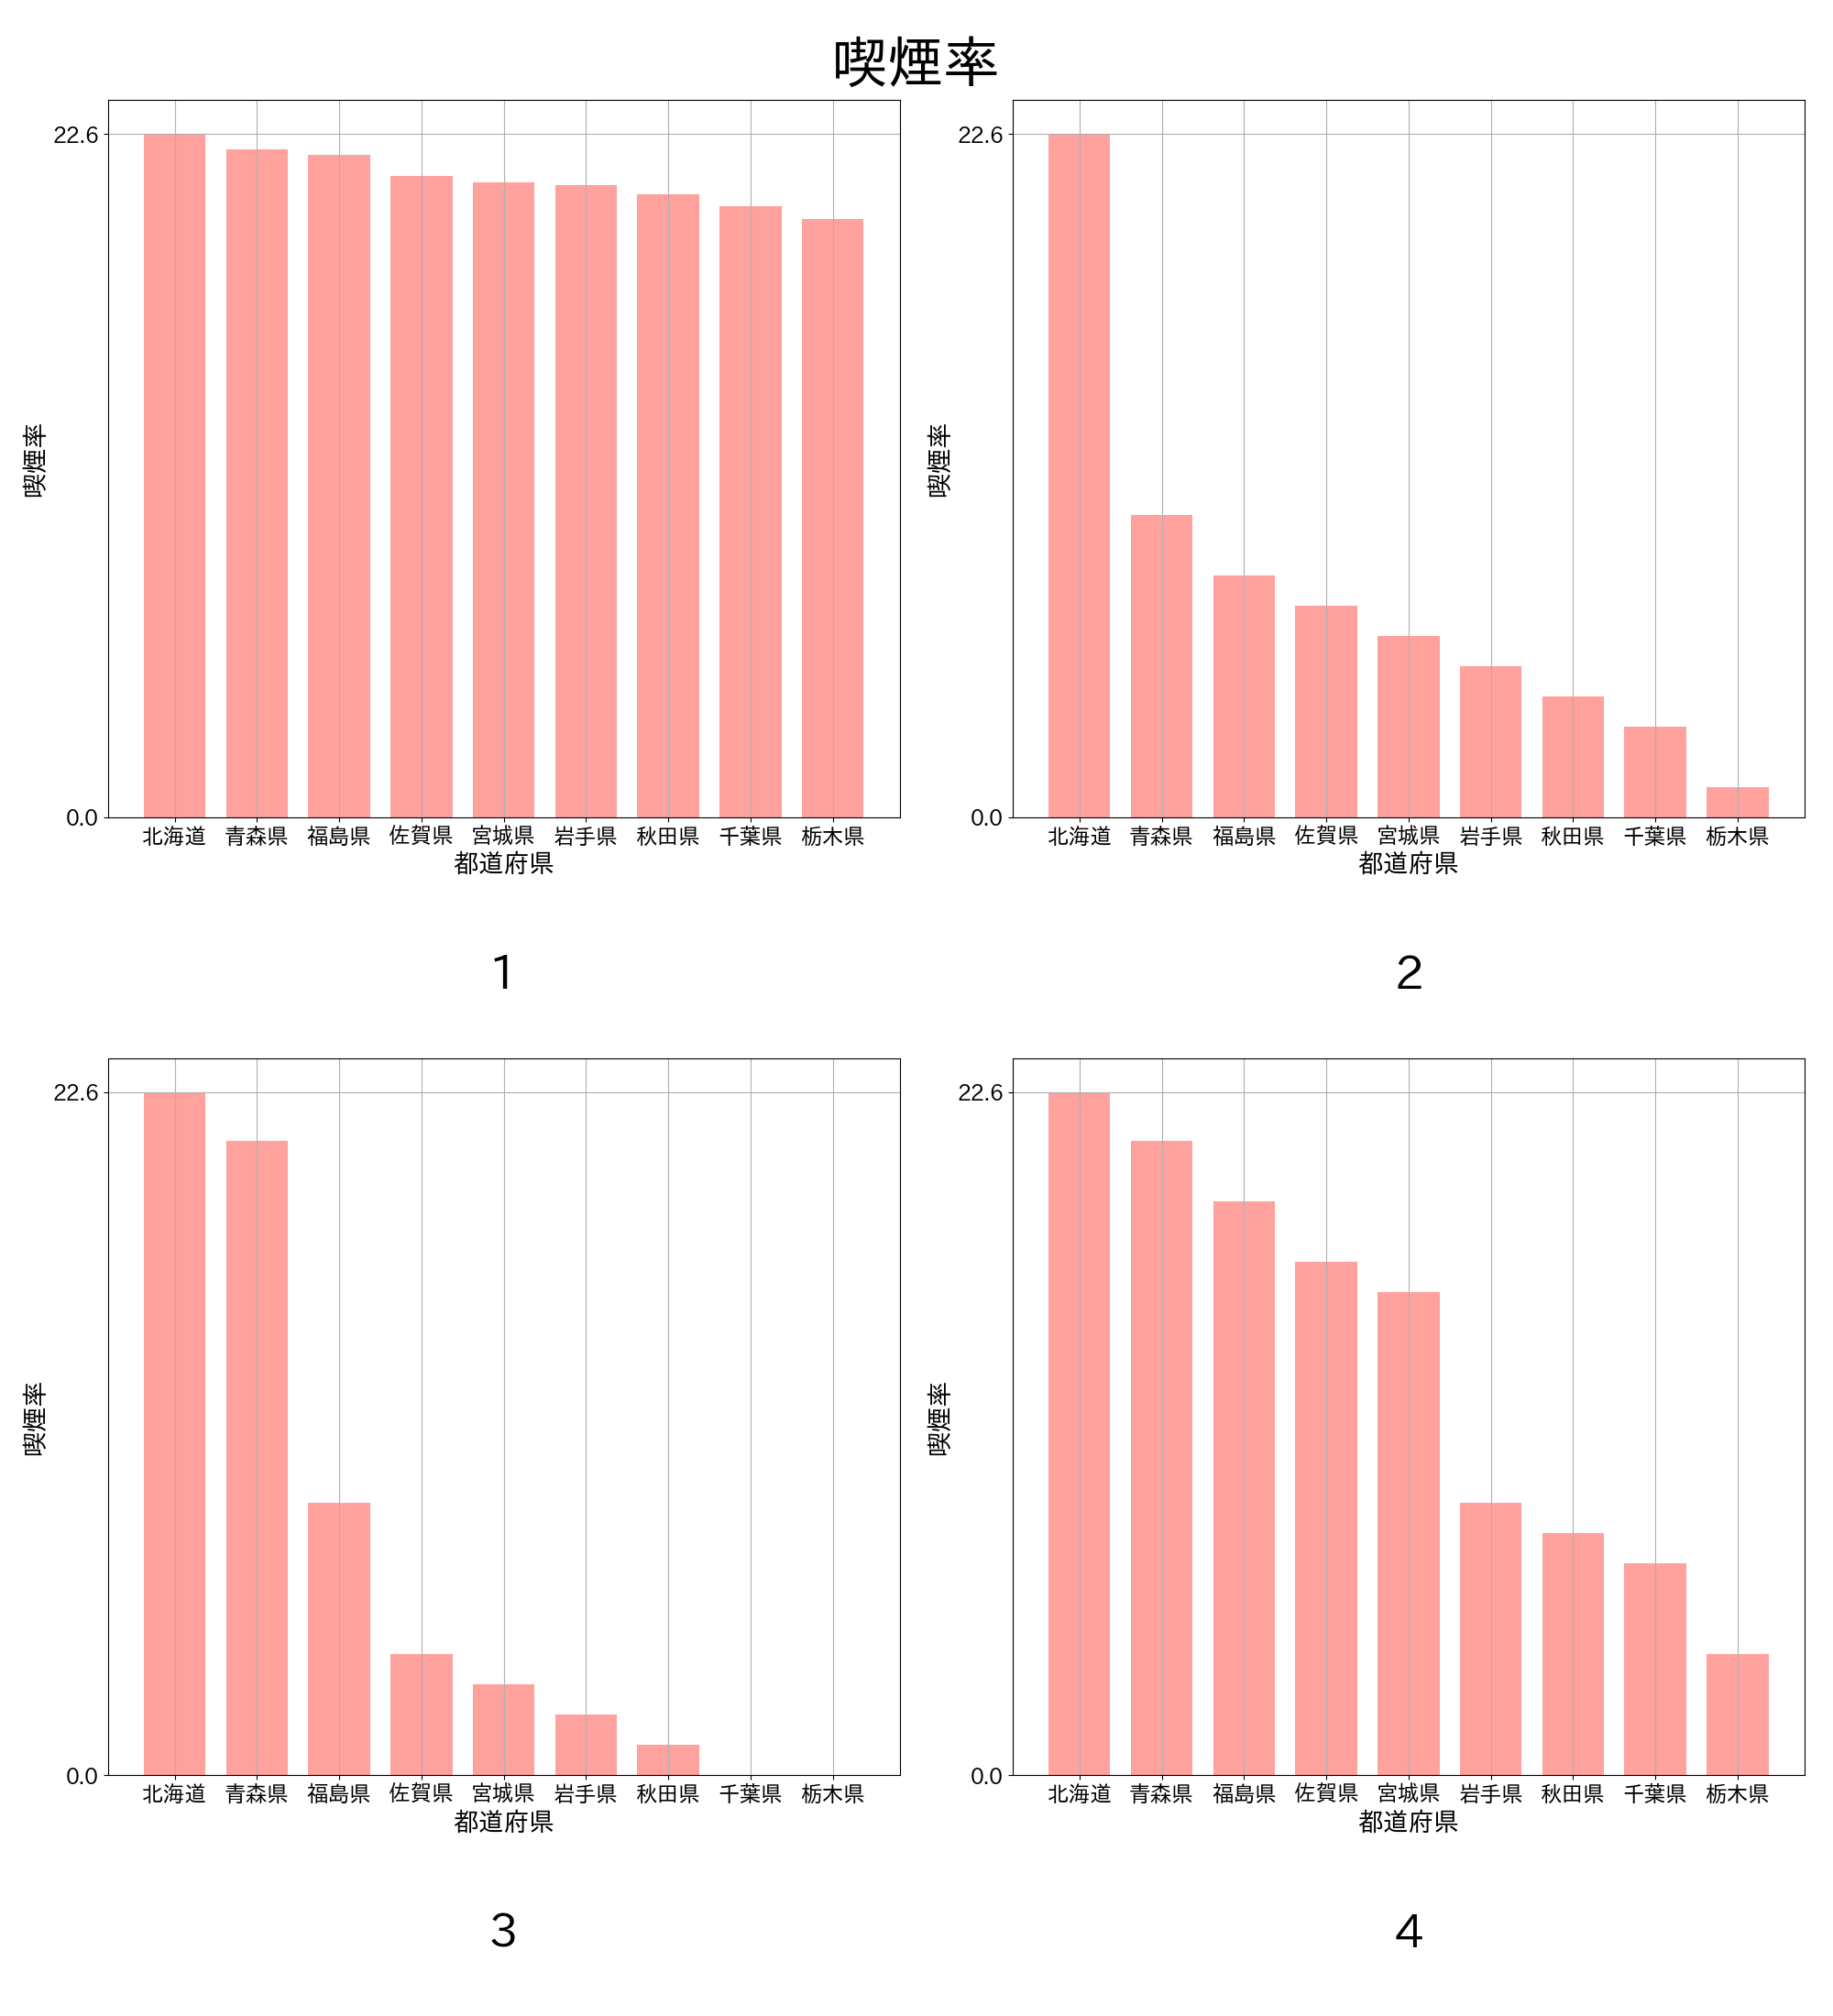 喫煙率
22.6
0.0
喫煙率
北海道 青森県 福島県 佐賀県 宮城県 岩手県 秋田県 千葉県 栃木県
都道府県
1
22.6
0.0
喫煙率
北海道 青森県 福島県 佐賀県 宮城県 岩手県 秋田県 千葉県 栃木県
都道府県
2
22.6
0.0
喫煙率
北海道 青森県 福島県 佐賀県 宮城県 岩手県 秋田県 千葉県 栃木県
都道府県
3
22.6
0.0
喫煙率
北海道 青森県 福島県 佐賀県 宮城県 岩手県 秋田県 千葉県 栃木県
都道府県
4